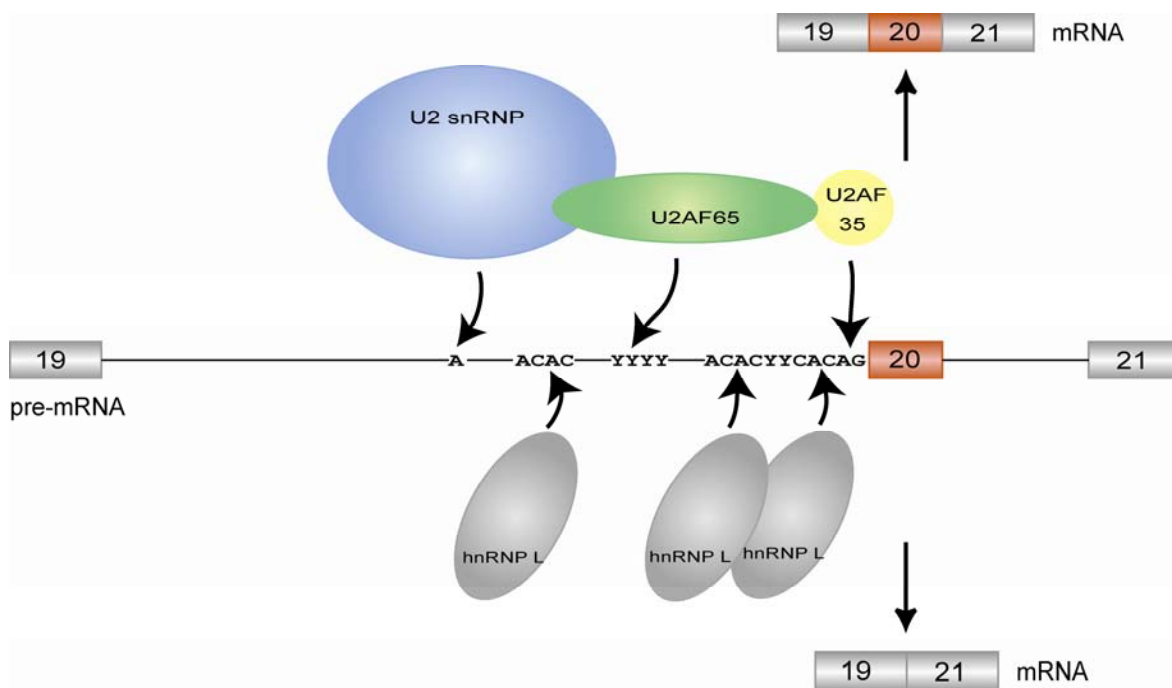 19 20 21 mRNA
U2 snRNP
U2AF65
U2AF
35
19 A ACAC YYYY ACACYYCACAG 20 21
pre-mRNA
hnRNP L hnRNP L hnRNP L
19 21 mRNA